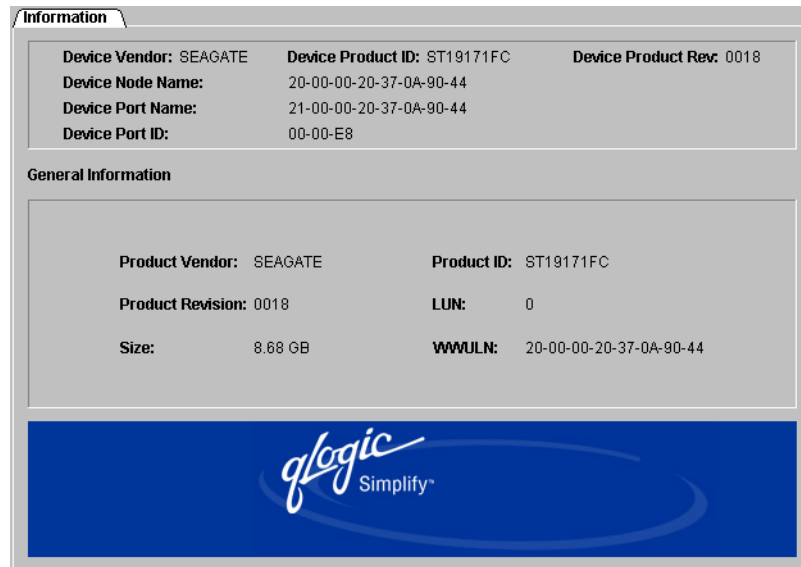 Information
Device Vendor: SEAGATE Device Product ID: ST19171FC Device Product Rev: 0018
Device Node Name: 20-00-00-20-37-0A-90-44
Device Port Name: 21-00-00-20-37-0A-90-44
Device Port ID: 00-00-E8
General Information
Product Vendor: SEAGATE Product ID: ST19171FC
Product Revision: 0018 LUN: 0
Size: 8.68 GB WWULN: 20-00-00-20-37-0A-90-44
qlogic
Simplify™